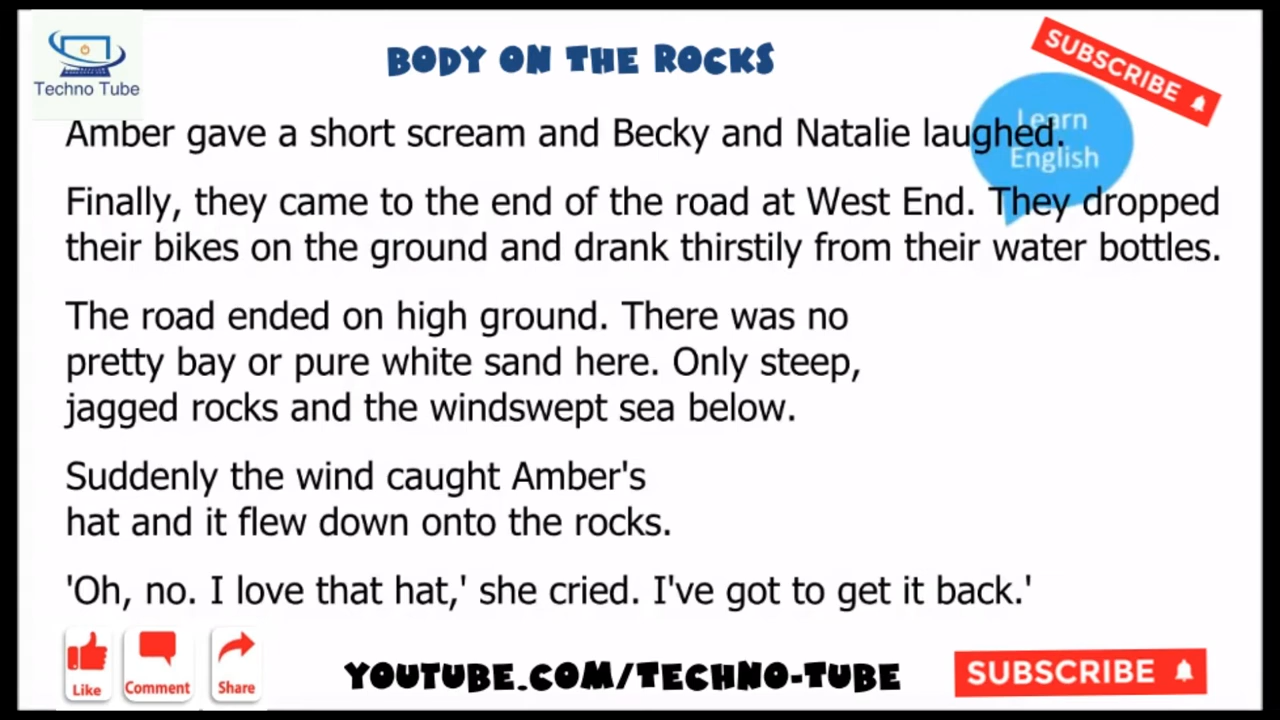 Techno Tube
BODY ON THE ROCKS
SUBSCRIBE
Learn
English
Amber gave a short scream and Becky and Natalie laughed.
Finally, they came to the end of the road at West End. They dropped
their bikes on the ground and drank thirstily from their water bottles.
The road ended on high ground. There was no
pretty bay or pure white sand here. Only steep,
jagged rocks and the windswept sea below.
Suddenly the wind caught Amber's
hat and it flew down onto the rocks.
'Oh, no. I love that hat,' she cried. I've got to get it back.'
Like
Comment
Share
YOUTUBE.COM/TECHNO-TUBE
SUBSCRIBE